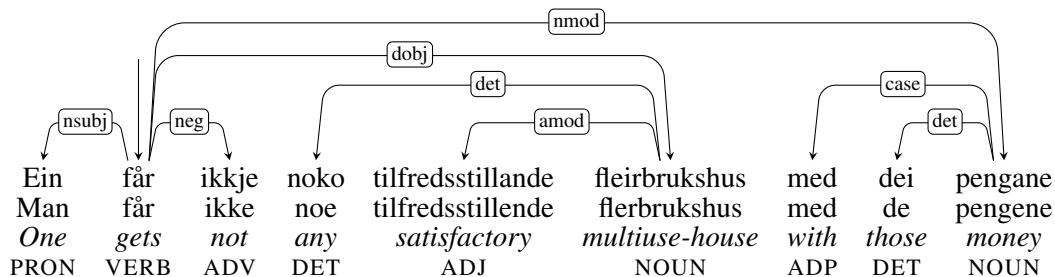 nmod
dobj
det case
nsubj neg amod det
Ein får ikkje noko tilfredsstillande fleirbrukshus med dei pengane
Man får ikke noe tilfredsstillende flerbrukshus med de pengene
One gets not any satisfactory multiuse-house with those money
PRON VERB ADV DET ADJ NOUN ADP DET NOUN